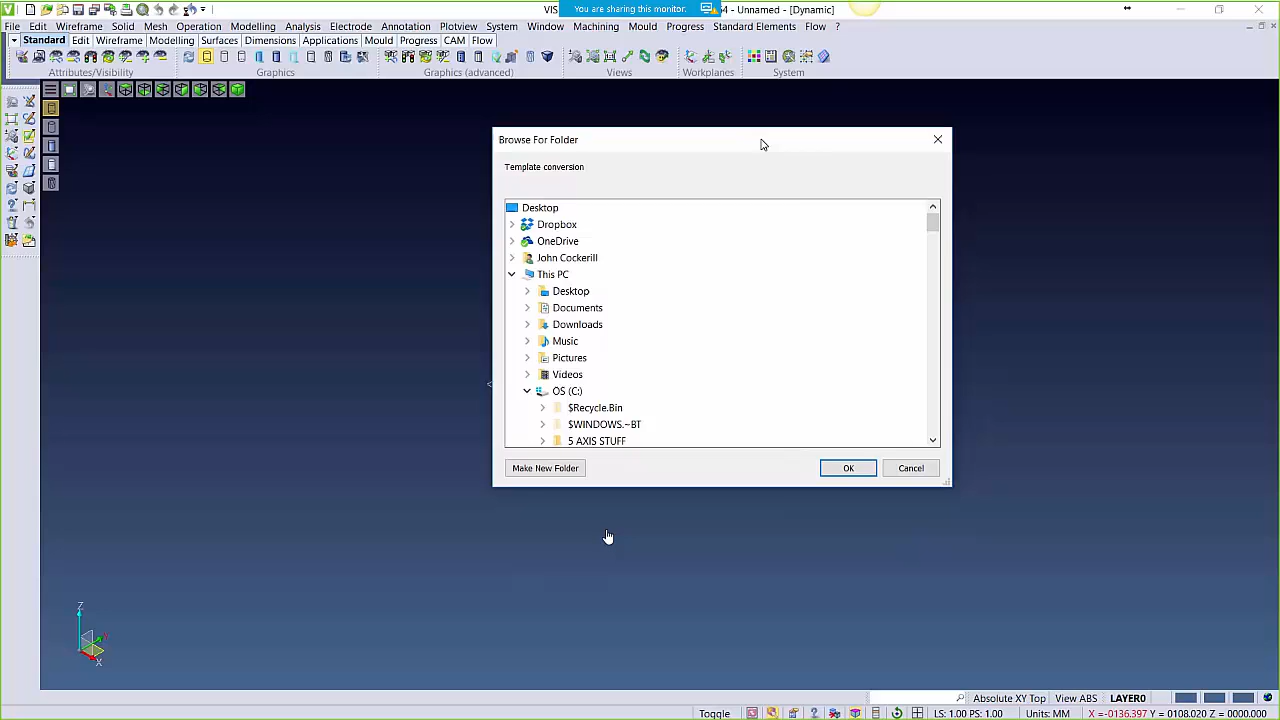 VIS
You are sharing this monitor.
4 - Unnamed - [Dynamic]
File Edit Wireframe Solid Mesh Operation Modelling Analysis Electrode Annotation Plotview System Window Machining Mould Progress Standard Elements Flow ?
Standard Edit Wireframe Modelling Surfaces Dimensions Applications Mould Progress CAM Flow
Attributes/Visibility Graphics Graphics (advanced) Views Workplanes System
Browse For Folder
Template conversion
Desktop
Dropbox
OneDrive
John Cockerill
This PC
Desktop
Documents
Downloads
Music
Pictures
Videos
OS (C:)
$Recycle.Bin
$WINDOWS.~BT
5 AXIS STUFF
Make New Folder OK Cancel
Z
X
Absolute XY Top View ABS LAYER0
Toggle LS: 1.00 PS: 1.00 Units: MM X =-0136.397 Y = 0108.020 Z = 0000.000